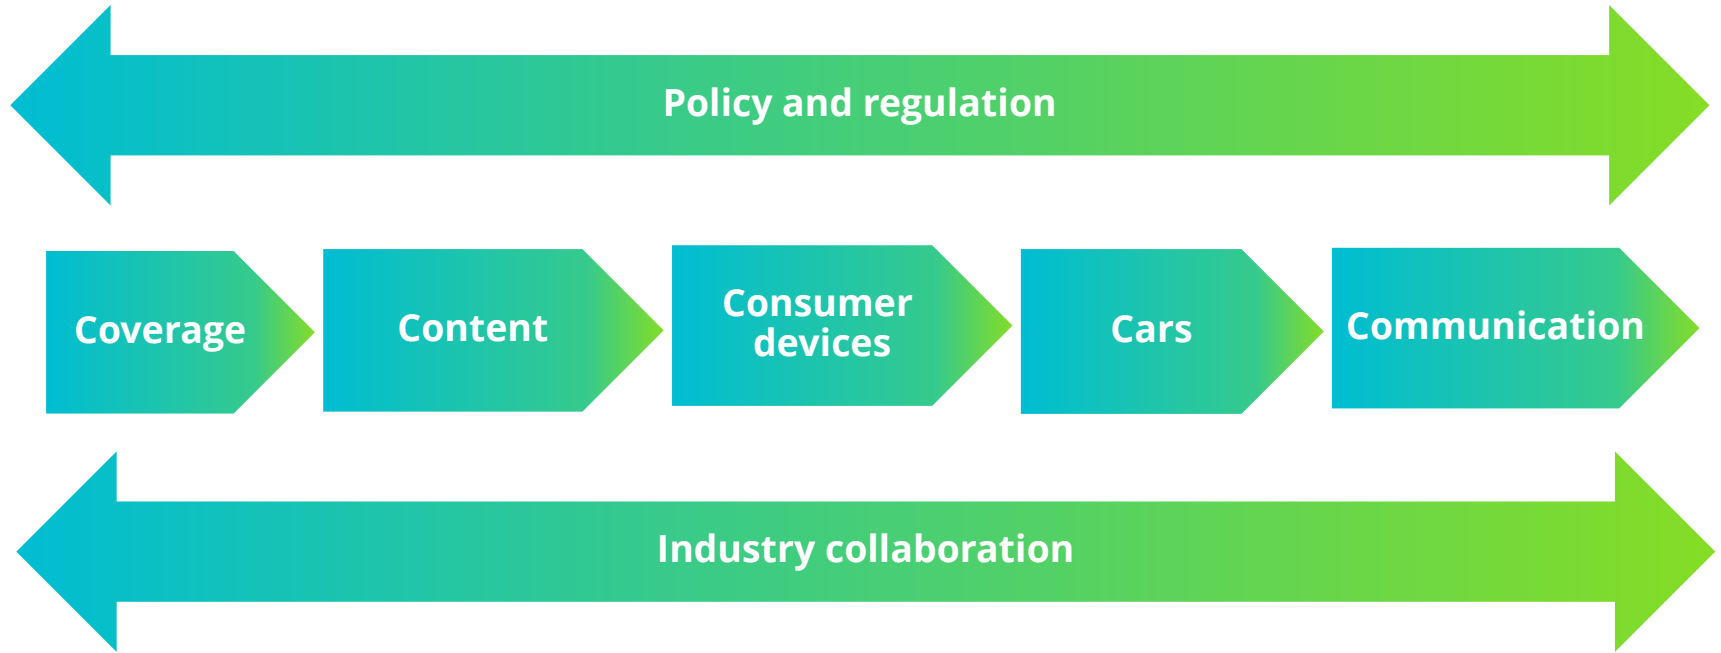 Policy and regulation
Coverage
Content
Consumer
devices
Cars
Communication
Industry collaboration